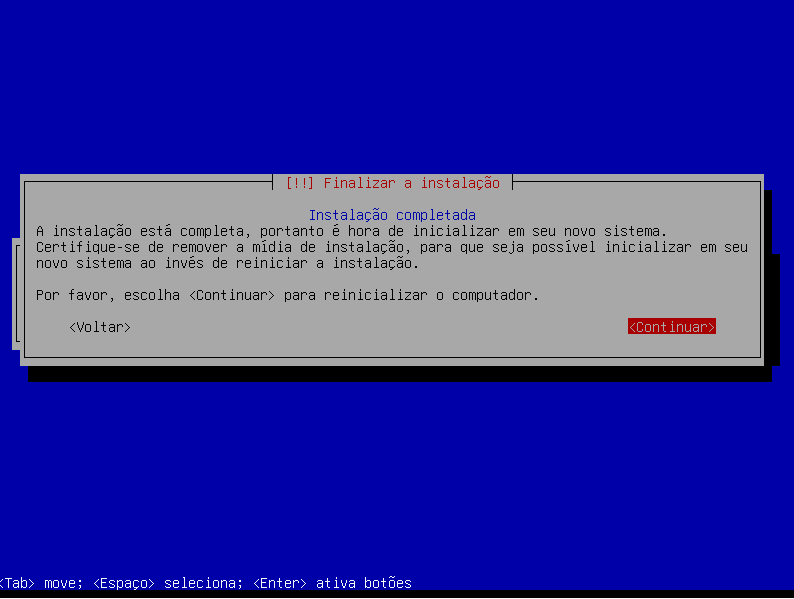 [!!] Finalizar a instalação
Instalação completada
A instalação está completa, portanto é hora de inicializar em seu novo sistema.
Certifique-se de remover a mídia de instalação, para que seja possível inicializar em seu
novo sistema ao invés de reiniciar a instalação.
Por favor, escolha <Continuar> para reinicializar o computador.
<Voltar> <Continuar>
<Tab> move; <Espaço> seleciona; <Enter> ativa botões